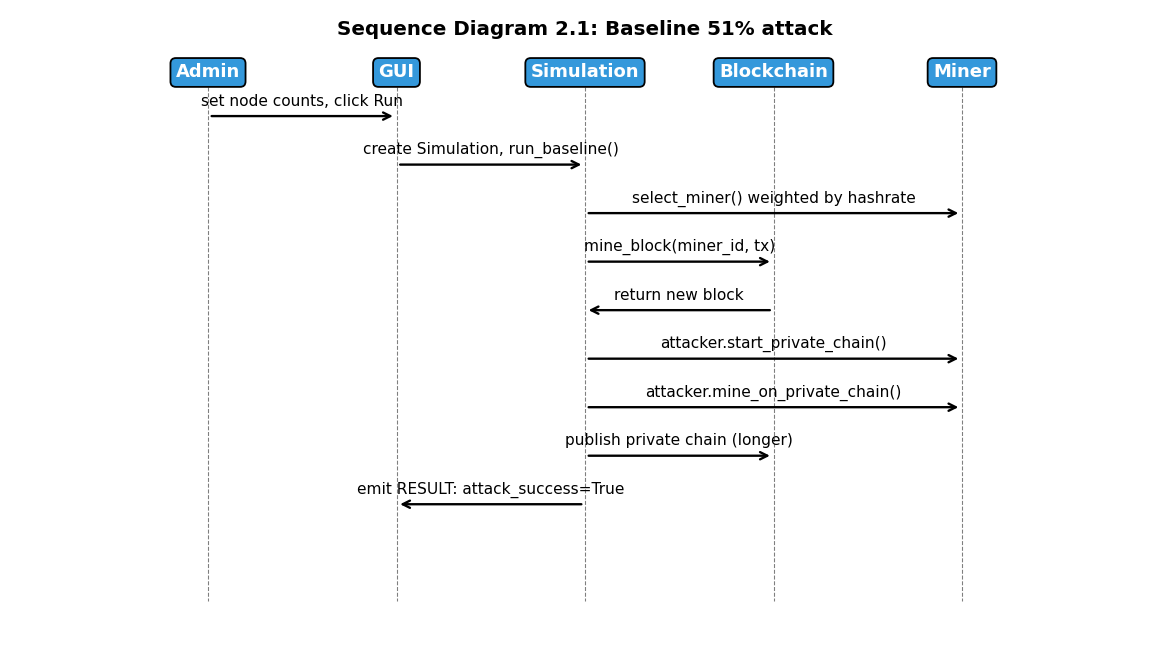 Sequence Diagram 2.1: Baseline 51% attack
Admin
GUI
Simulation
Blockchain
Miner
set node counts, click Run
create Simulation, run_baseline()
select_miner() weighted by hashrate
mine_block(miner_id, tx)
return new block
attacker.start_private_chain()
attacker.mine_on_private_chain()
publish private chain (longer)
emit RESULT: attack_success=True